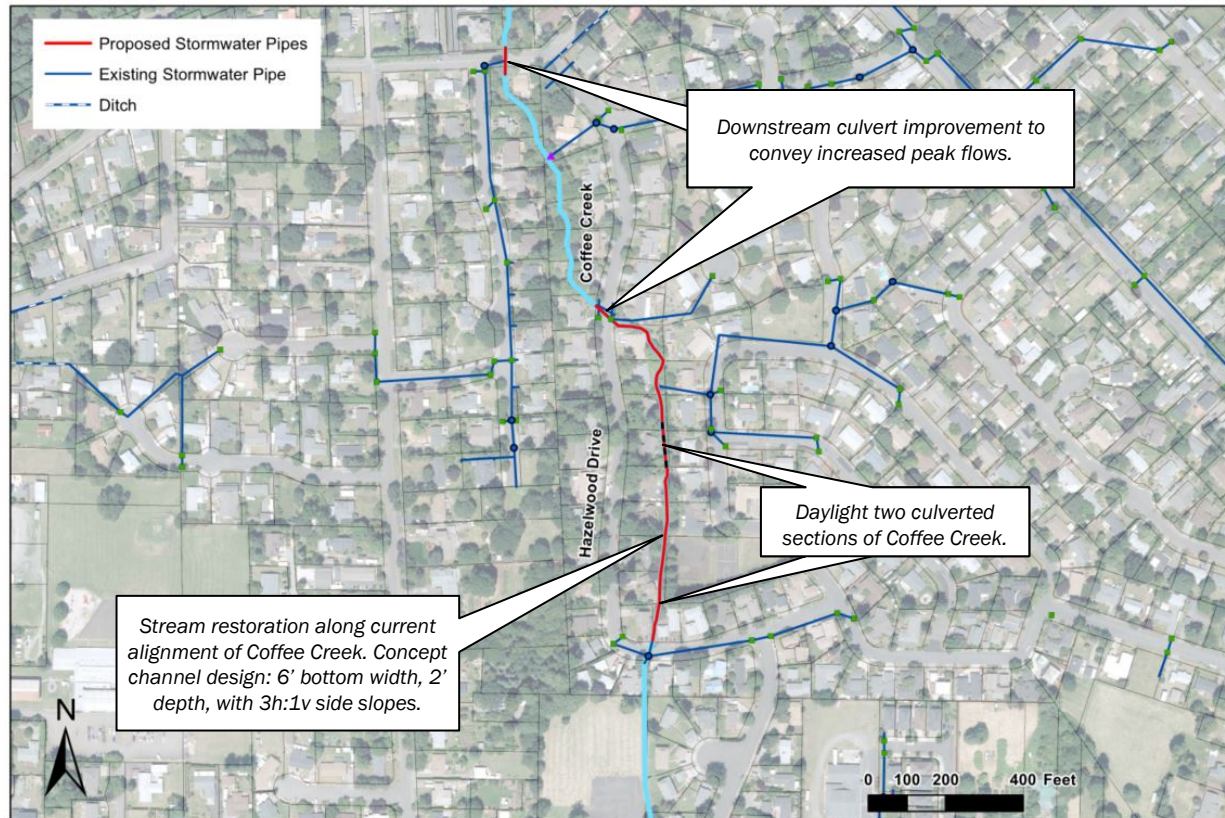 Proposed Stormwater Pipes
Existing Stormwater Pipe
Ditch
Downstream culvert improvement to
convey increased peak flows.
Coffee Creek
Hazelwood Drive
Daylight two culverted
sections of Coffee Creek.
Stream restoration along current
alignment of Coffee Creek. Concept
channel design: 6’ bottom width, 2’
depth, with 3h:1v side slopes.
N
0 100 200 400 Feet